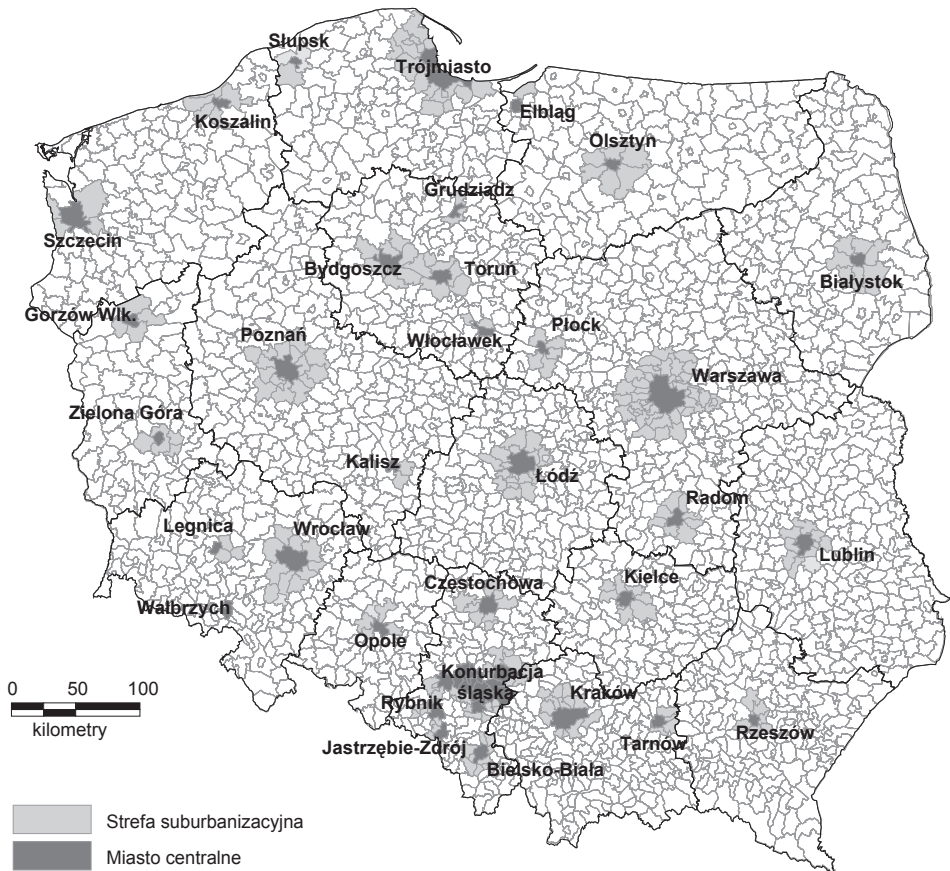 Słupsk
Trójmiasto
Koszalin
Elbląg
Olsztyn
Grudziądz
Szczecin
Bydgoszcz
Toruń
Białystok
Gorzów Wlk.
Włocławek
Płock
Poznań
Warszawa
Zielona Góra
Kalisz
Łódź
Radom
Legnica
Wrocław
Lublin
Częstochowa
Kielce
Wałbrzych
Opole
Konurbacja
śląska
Kraków
Rybnik
Jastrzębie-Zdrój
Tarnów
Rzeszów
Bielsko-Biała
0 50 100
kilometry
Strefa suburbanizacyjna
Miasto centralne